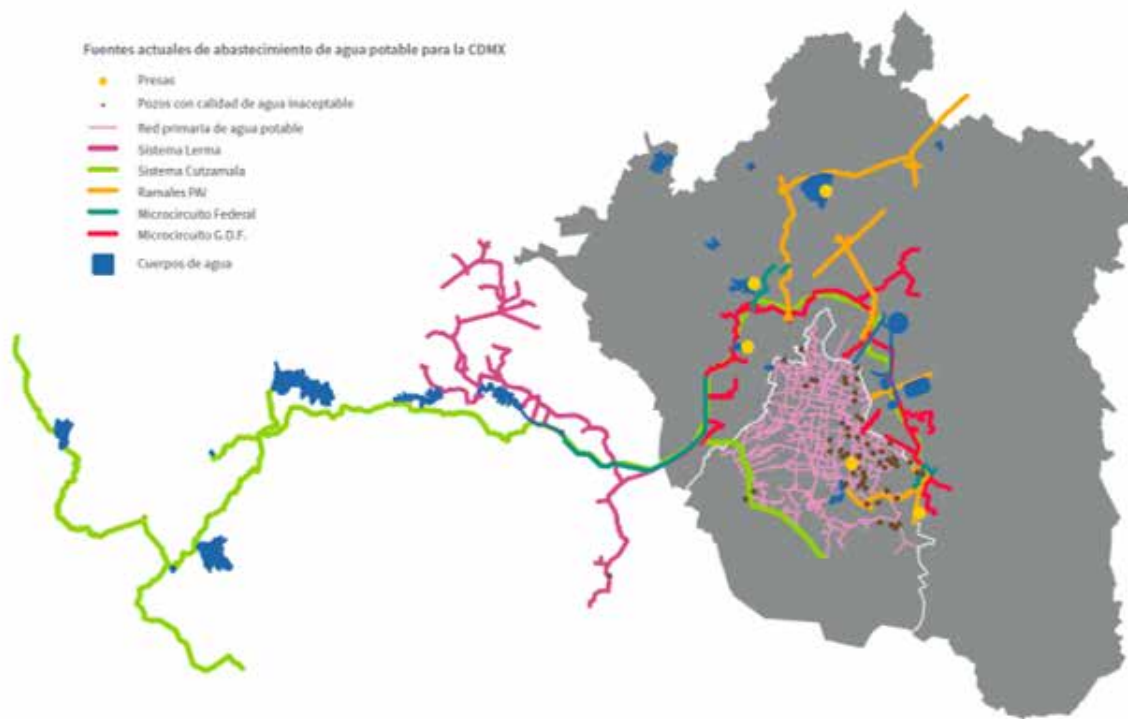 Fuentes actuales de abastecimiento de agua potable para la CDMX
Presas
Pozos con calidad de agua inaceptable
Red primaria de agua potable
Sistema Lerma
Sistema Cutzamala
Ramales PAI
Microcircuito Federal
Microcircuito G.D.F.
Cuerpos de agua